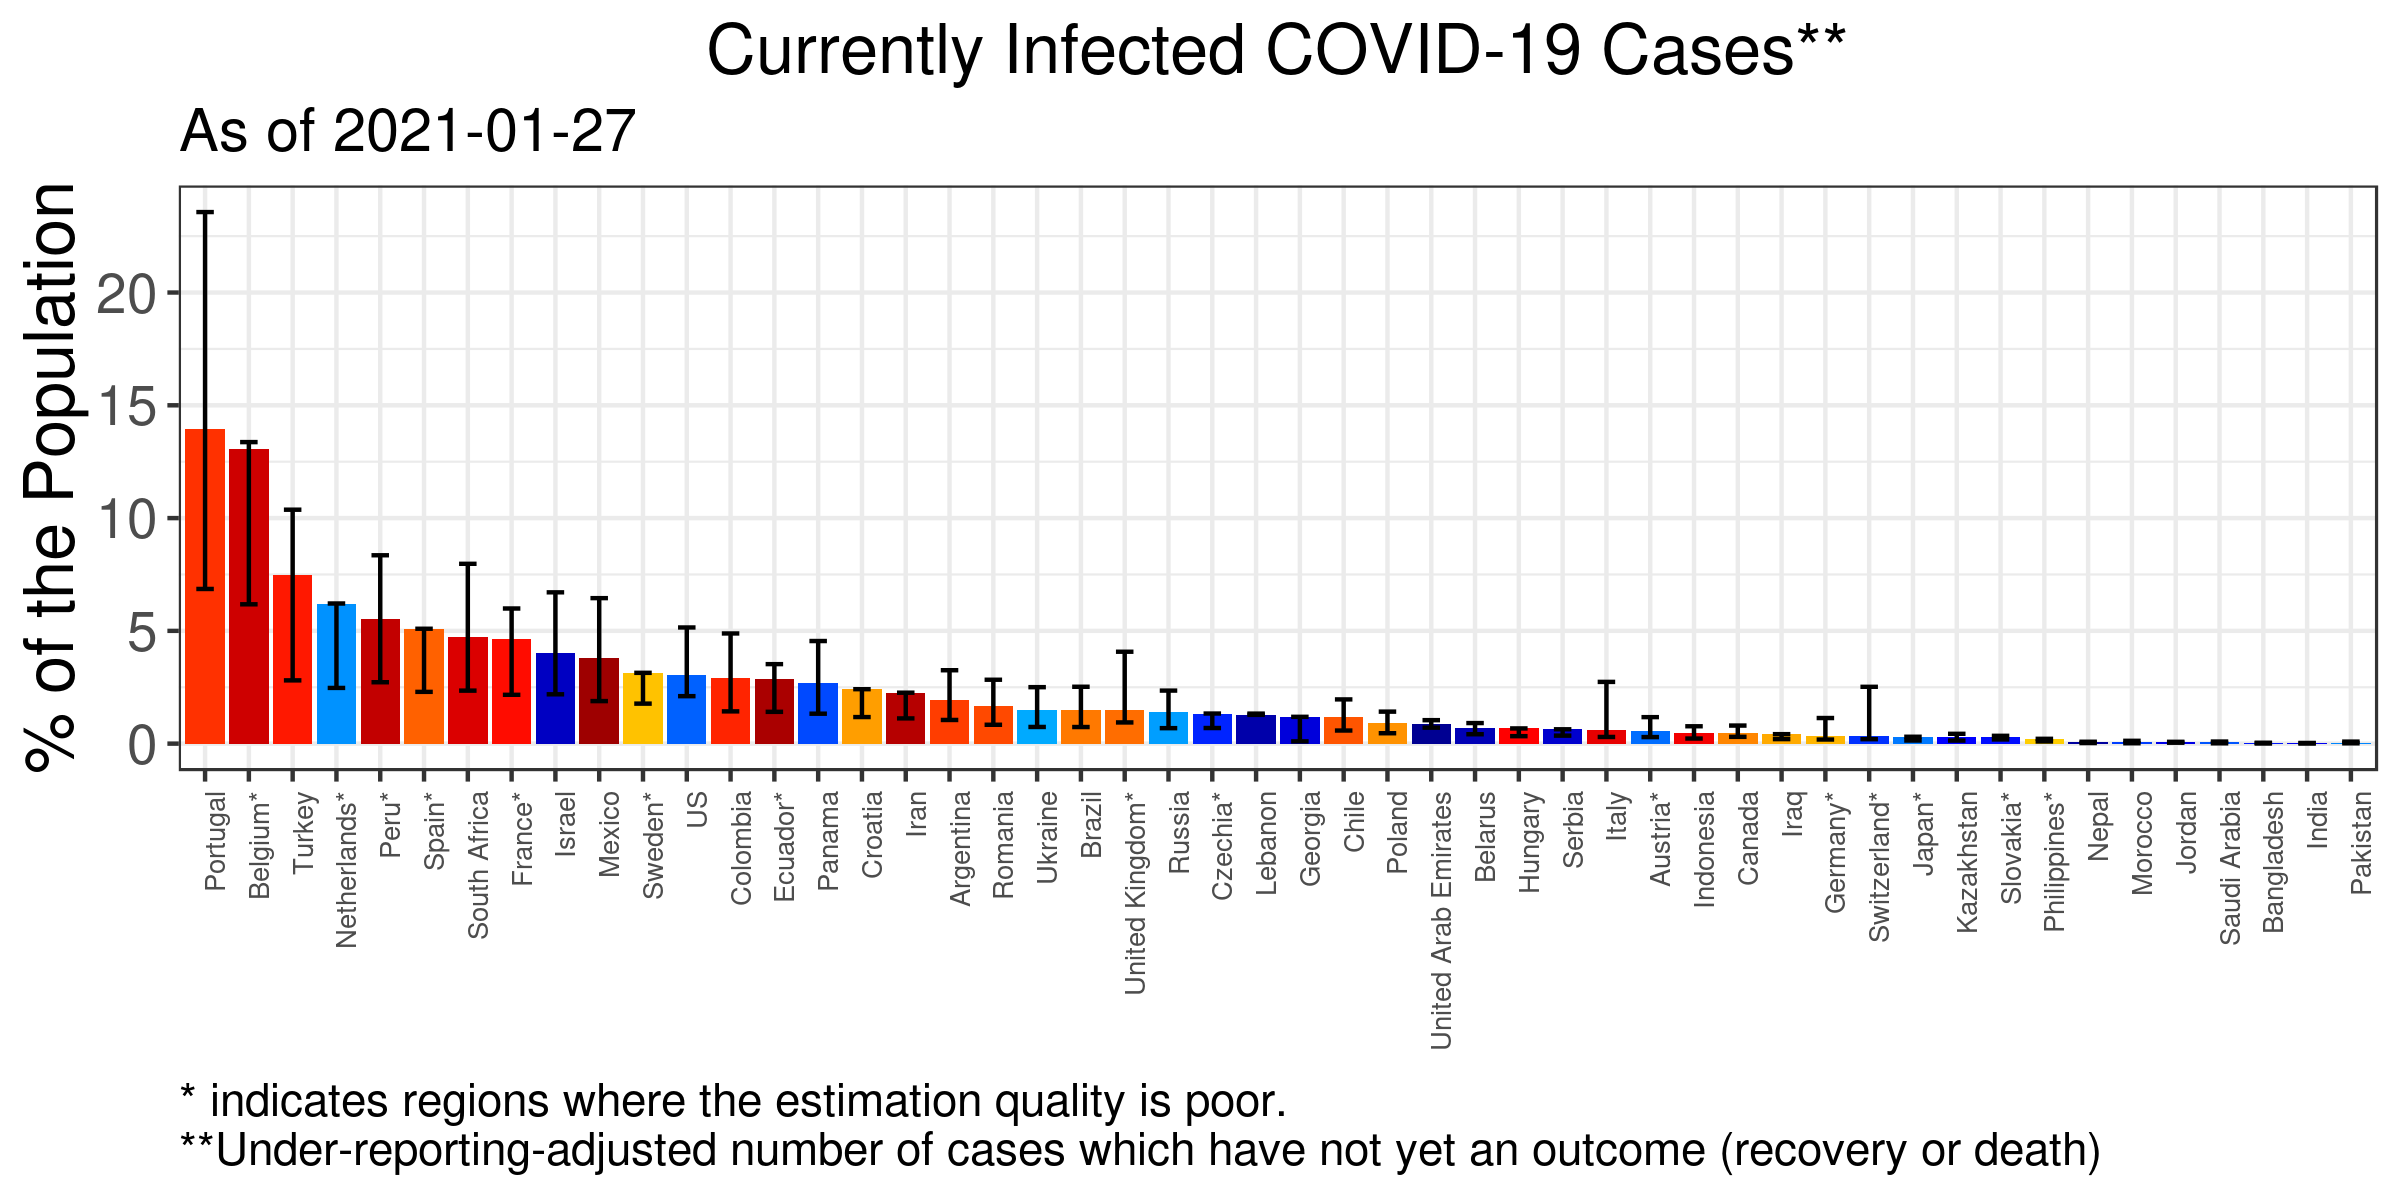 Currently Infected COVID-19 Cases**
As of 2021-01-27
% of the Population
20
15
10
5
0
Portugal
Belgium*
Turkey
Netherlands*
Peru*
Spain*
South Africa
France*
Israel
Mexico
Sweden*
US
Colombia
Ecuador*
Panama
Croatia
Iran
Argentina
Romania
Ukraine
Brazil
United Kingdom*
Russia
Czechia*
Lebanon
Georgia
Chile
Poland
United Arab Emirates
Belarus
Hungary
Serbia
Italy
Austria*
Indonesia
Canada
Iraq
Germany*
Switzerland*
Japan*
Kazakhstan
Slovakia*
Philippines*
Nepal
Morocco
Jordan
Saudi Arabia
Bangladesh
India
Pakistan
* indicates regions where the estimation quality is poor.
**Under-reporting-adjusted number of cases which have not yet an outcome (recovery or death)